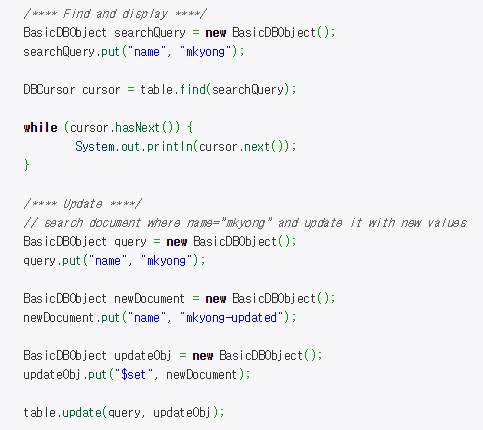 /**** Find and display ****/
BasicDBObject searchQuery = new BasicDBObject();
searchQuery.put("name", "mkyong");
DBCursor cursor = table.find(searchQuery);
while (cursor.hasNext()) {
System.out.println(cursor.next());
}
/**** Update ****/
// search document where name="mkyong" and update it with new values
BasicDBObject query = new BasicDBObject();
query.put("name", "mkyong");
BasicDBObject newDocument = new BasicDBObject();
newDocument.put("name", "mkyong-updated");
BasicDBObject updateObj = new BasicDBObject();
updateObj.put("$set", newDocument);
table.update(query, updateObj);